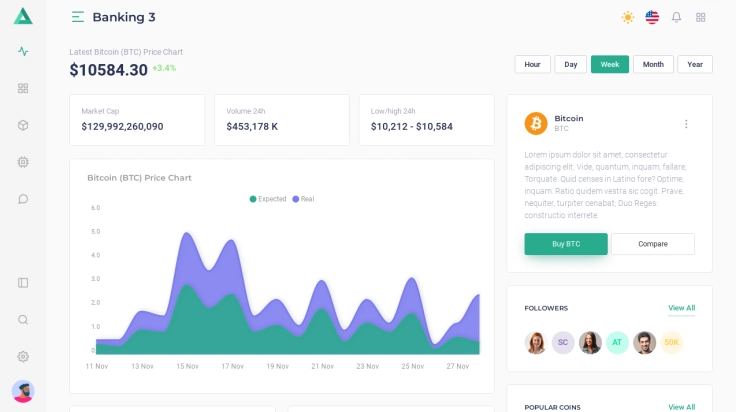 Banking 3
Latest Bitcoin (BTC) Price Chart
$10584.30 +3.4%
Hour Day Week Month Year
Market Cap
$129,992,260,090
Volume 24h
$453,178 K
Low/high 24h
$10,212 - $10,584
Bitcoin
BTC
Lorem ipsum dolor sit amet, consectetur
adipiscing elit. Vide, quantum, inquam, fallare,
Torquate. Quid censes in Latino fore? Optime,
inquam. Ratio quidem vestra sic cogit. Prave,
nequiter, turpiter cenabat; Duo Reges:
constructio interrete.
Buy BTC Compare
Bitcoin (BTC) Price Chart
Expected Real
6.0
5.0
4.0
3.0
2.0
1.0
0
11 Nov 13 Nov 15 Nov 17 Nov 19 Nov 21 Nov 23 Nov 25 Nov 27 Nov
FOLLOWERS View All
SC AT 50K
POPULAR COINS View All